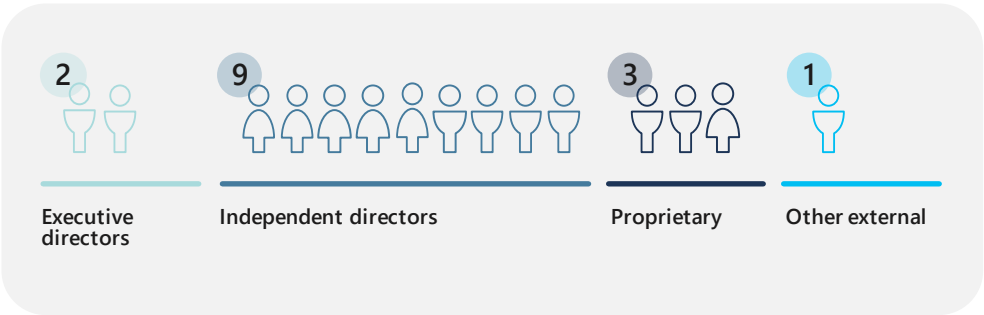 2
9
3
1
Executive
directors
Independent directors
Proprietary
Other external